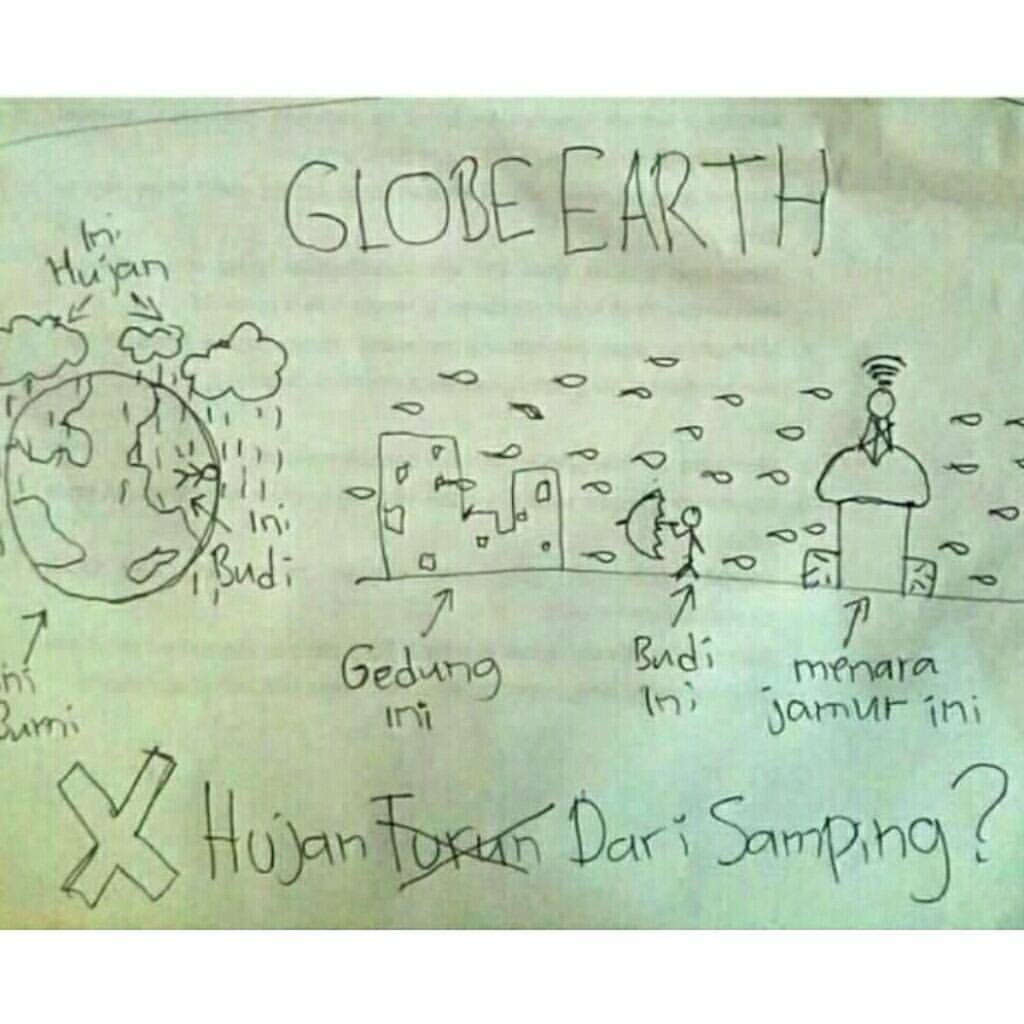 GLOBE EARTH
Ini
Hujan
Ini
Budi
ini
Bumi
Gedung
ini
Budi
Ini
menara
jamur ini
X Hujan Turun Dari Samping?